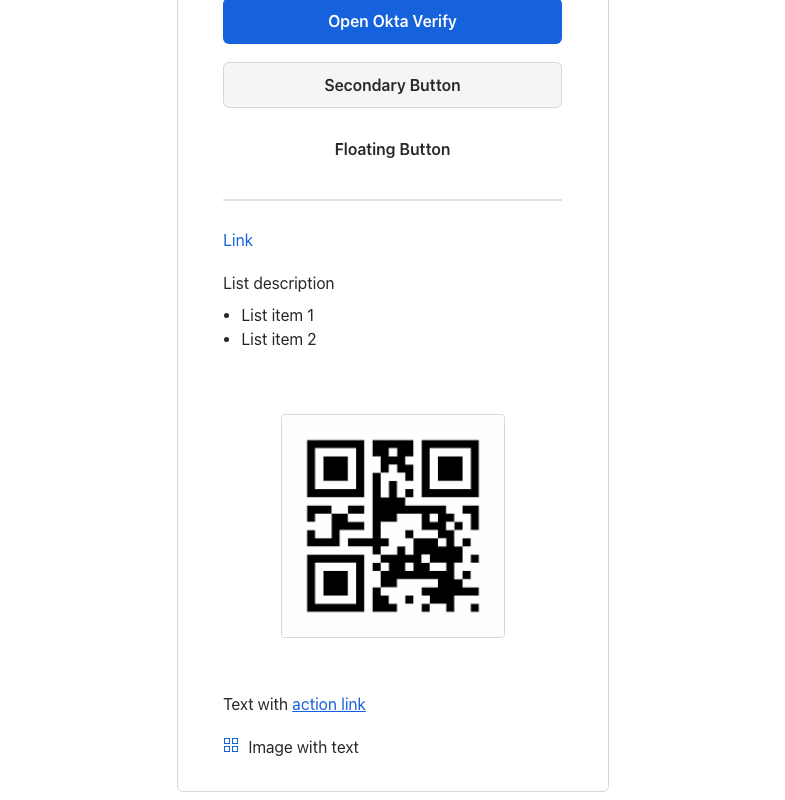 Open Okta Verify
Secondary Button
Floating Button
Link
List description
• List item 1
• List item 2
Text with action link
Image with text